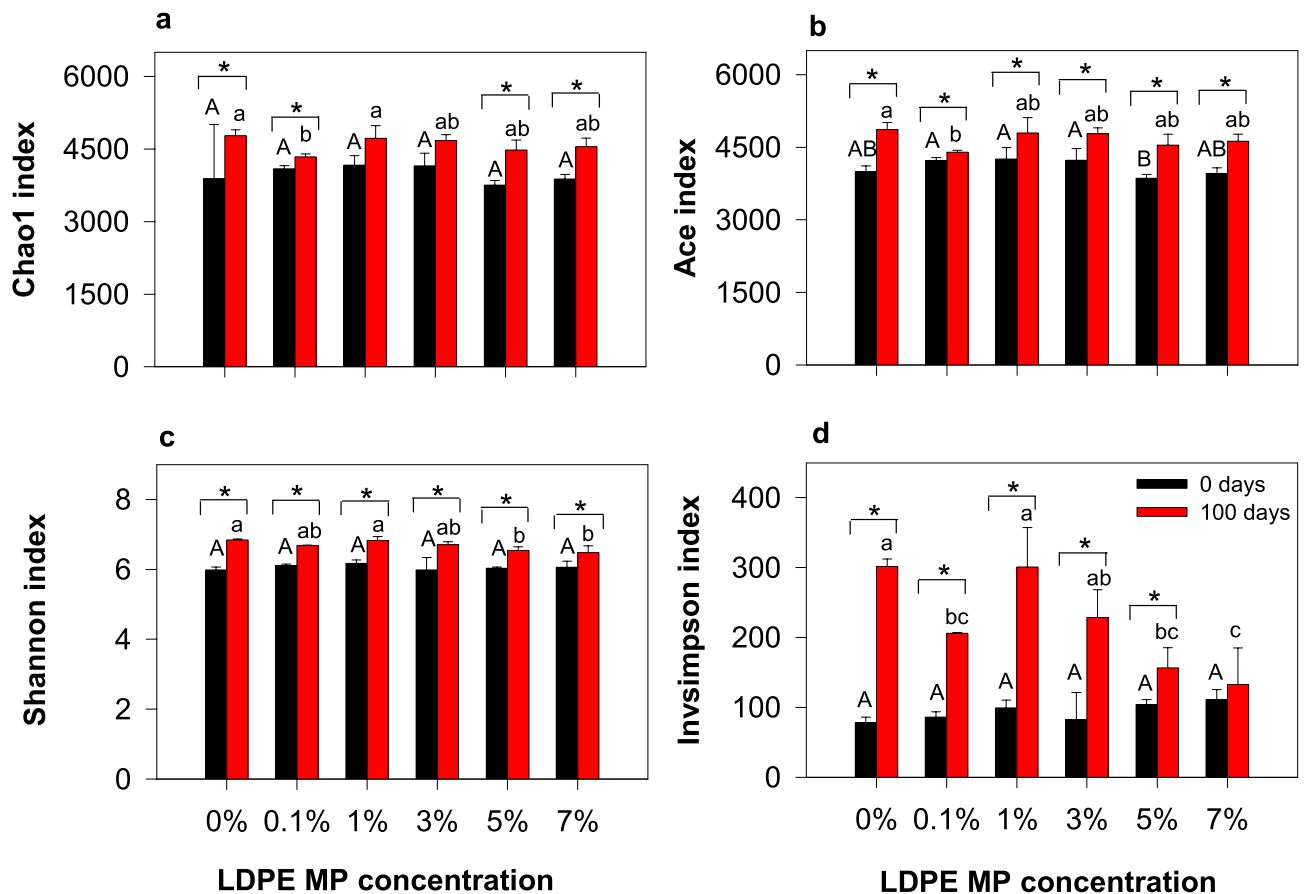 a
Chao1 index
6000
4500
3000
1500
0
* * * *
A a A b A a A ab A ab A ab
b
Ace index
6000
4500
3000
1500
0
* * * * * *
AB a A b A ab A ab B ab AB ab
c
Shannon index
8
6
4
2
0
* * * * * *
A a A ab A a A ab A b A b
0% 0.1% 1% 3% 5% 7%
LDPE MP concentration
d
Invsimpson index
400
300
200
100
0
0 days
100 days
* * * * *
A a A bc A a A ab A bc A c
0% 0.1% 1% 3% 5% 7%
LDPE MP concentration